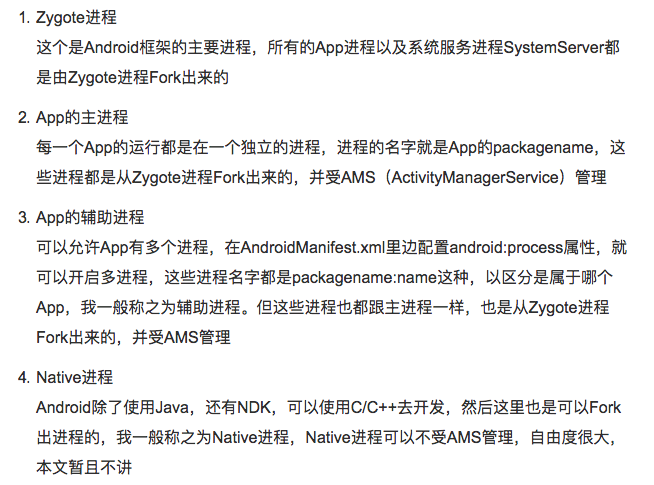 1. Zygote进程
这个是Android框架的主要进程，所有的App进程以及系统服务进程SystemServer都
是由Zygote进程Fork出来的
2. App的主进程
每一个App的运行都是在一个独立的进程，进程的名字就是App的packagename，这
些进程都是从Zygote进程Fork出来的，并受AMS（ActivityManagerService）管理
3. App的辅助进程
可以允许App有多个进程，在AndroidManifest.xml里边配置android:process属性，就
可以开启多进程，这些进程名字都是packagename:name这种，以区分是属于哪个
App，我一般称之为辅助进程。但这些进程也都跟主进程一样，也是从Zygote进程
Fork出来的，并受AMS管理
4. Native进程
Android除了使用Java，还有NDK，可以使用C/C++去开发，然后这里也是可以Fork
出进程的，我一般称之为Native进程，Native进程可以不受AMS管理，自由度很大，
本文暂且不讲